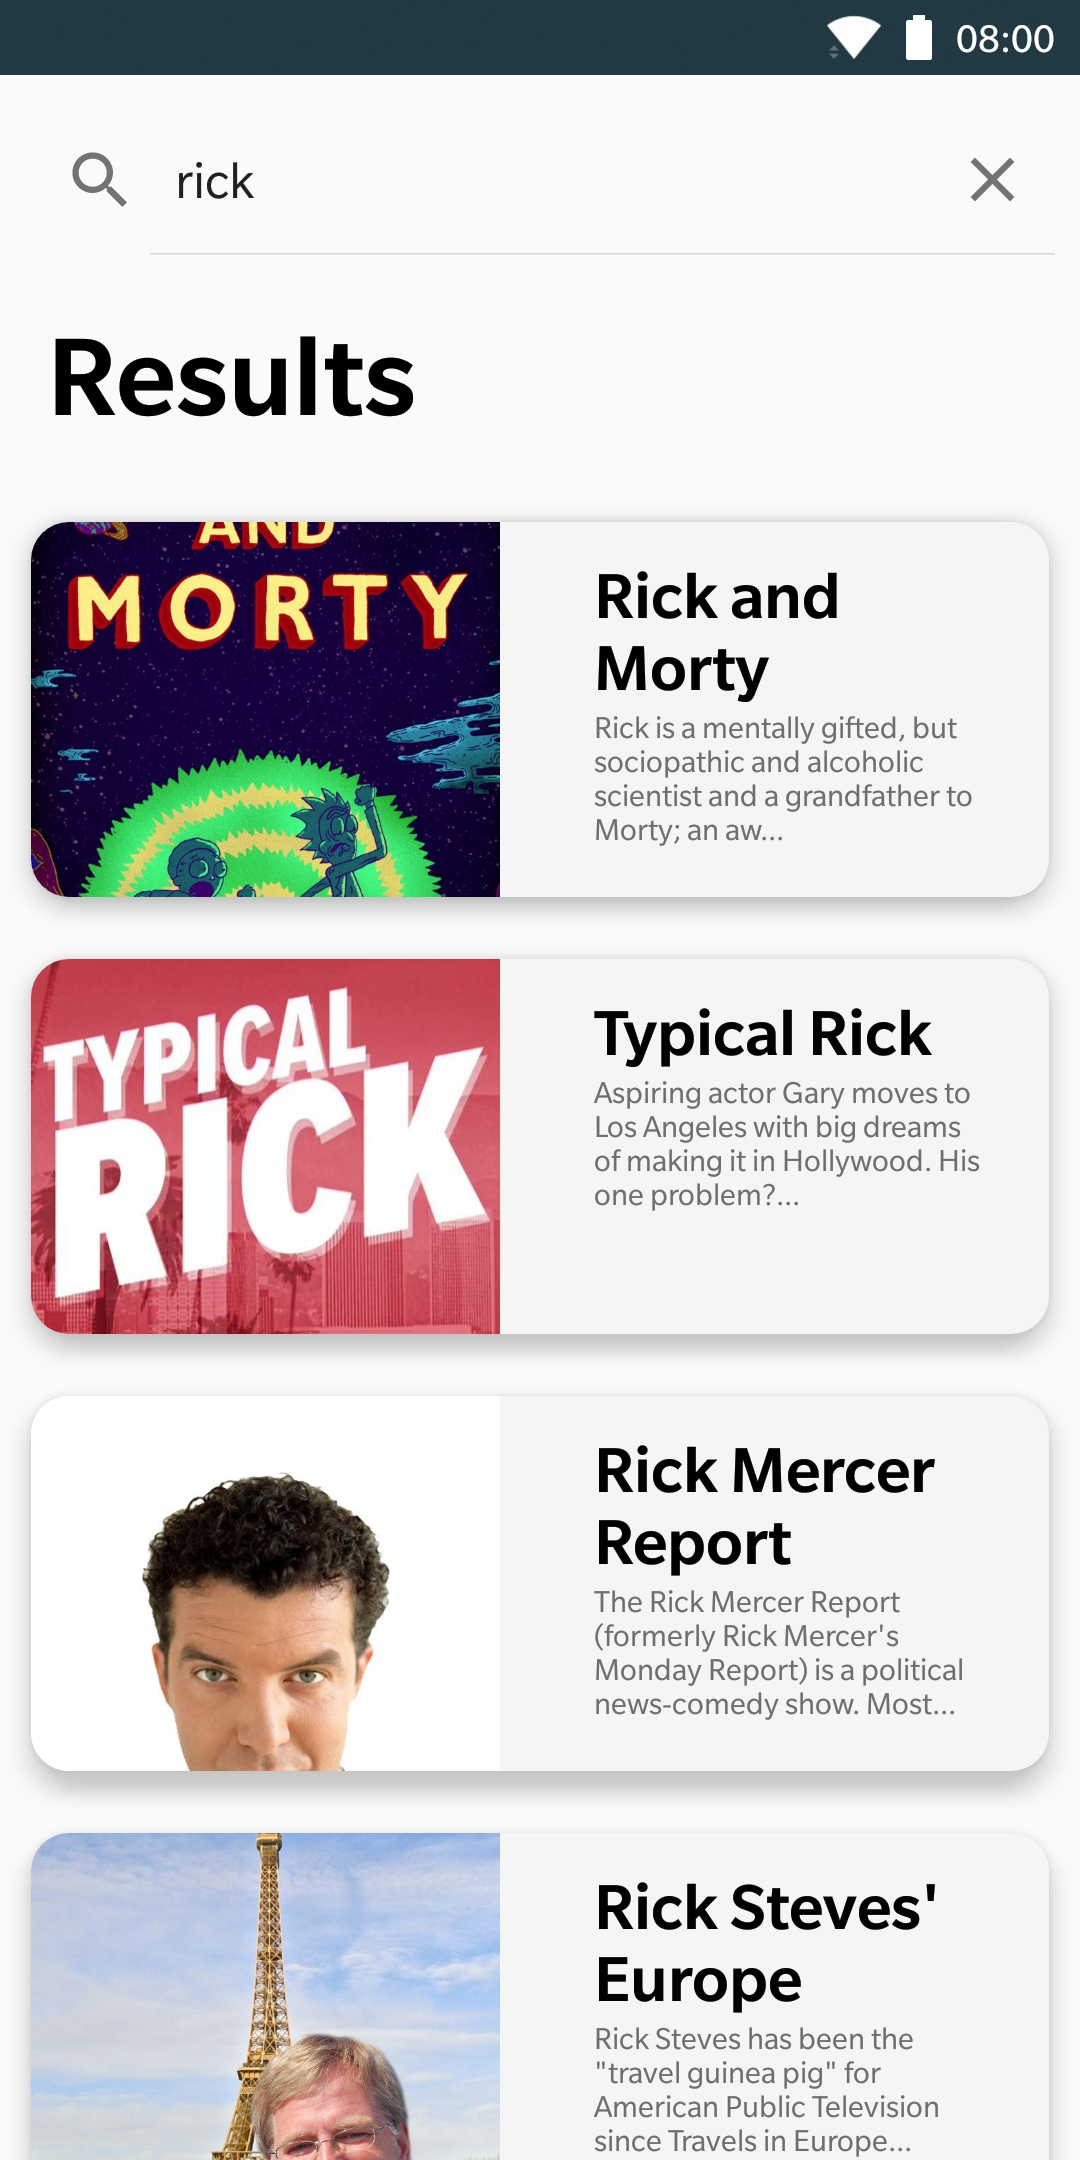 08:00
rick
Results
AND
MORTY
Rick and
Morty
Rick is a mentally gifted, but
sociopathic and alcoholic
scientist and a grandfather to
Morty; an aw...
TYPICAL
RICK
Typical Rick
Aspiring actor Gary moves to
Los Angeles with big dreams
of making it in Hollywood. His
one problem?...
Rick Mercer
Report
The Rick Mercer Report
(formerly Rick Mercer's
Monday Report) is a political
news-comedy show. Most...
Rick Steves'
Europe
Rick Steves has been the
"travel guinea pig" for
American Public Television
since Travels in Europe...